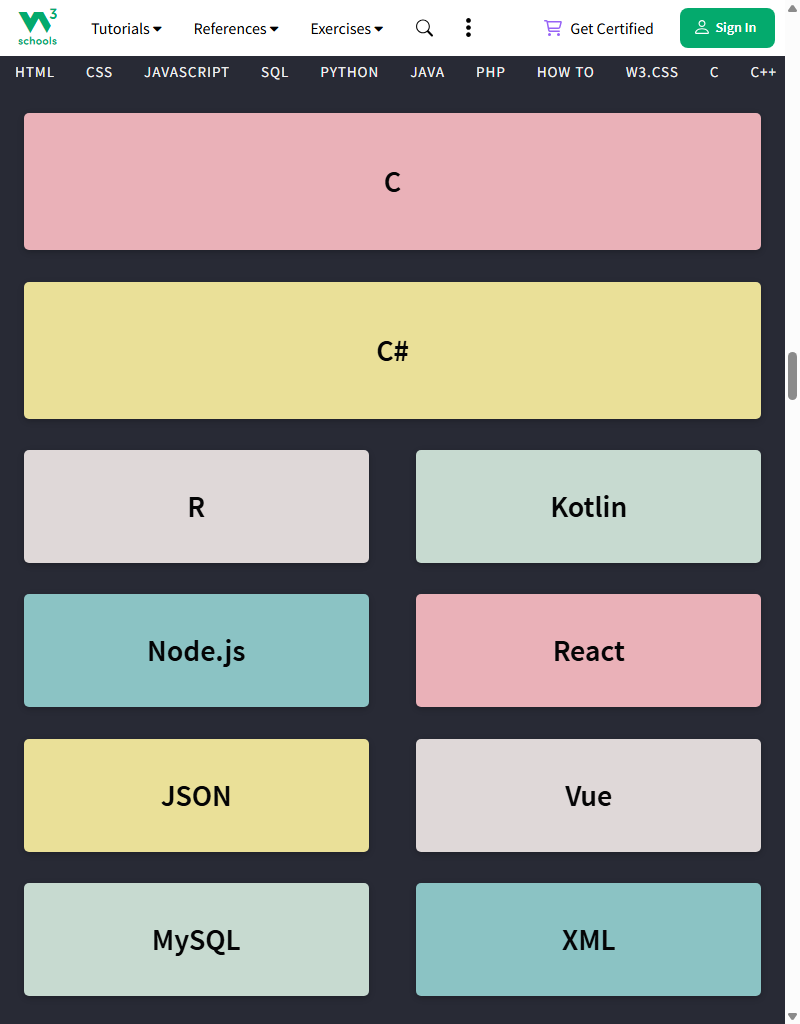 W3
schools
Tutorials
References
Exercises
Get Certified
Sign In
HTML CSS JAVASCRIPT SQL PYTHON JAVA PHP HOW TO W3.CSS C C++
C
C#
R
Kotlin
Node.js
React
JSON
Vue
MySQL
XML